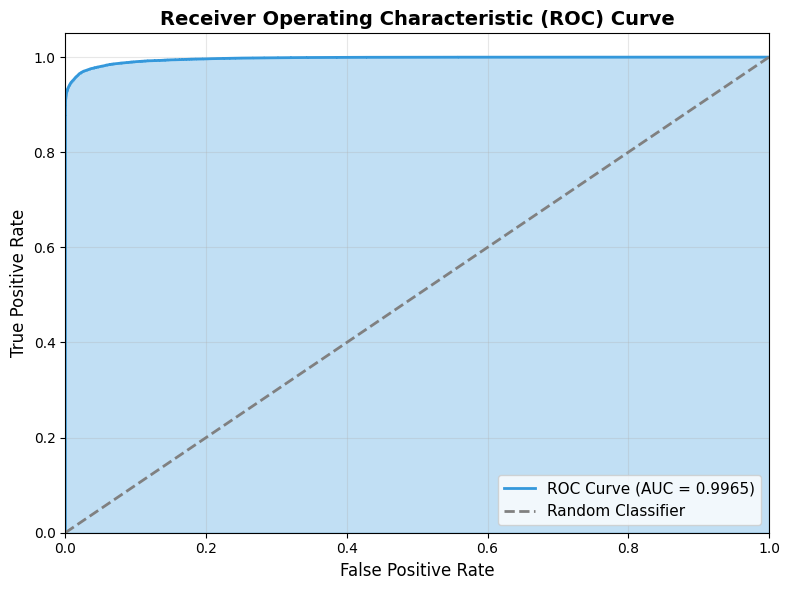 Receiver Operating Characteristic (ROC) Curve
1.0
0.8
0.6
0.4
0.2
0.0
True Positive Rate
ROC Curve (AUC = 0.9965)
Random Classifier
0.0 0.2 0.4 0.6 0.8 1.0
False Positive Rate